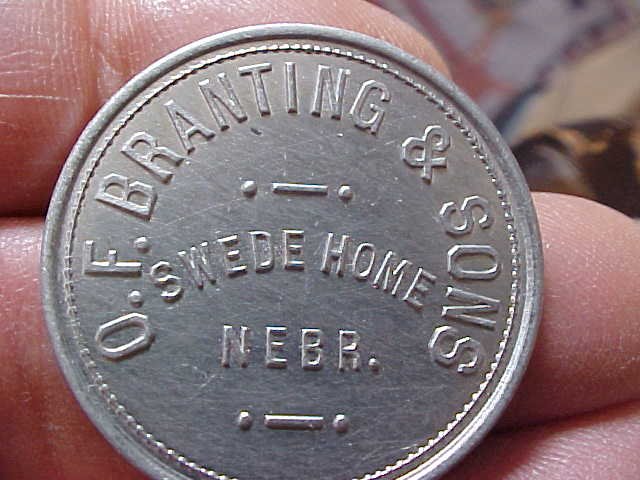 O.F. BRANTING & SONS
SWEDE HOME
NEBR.